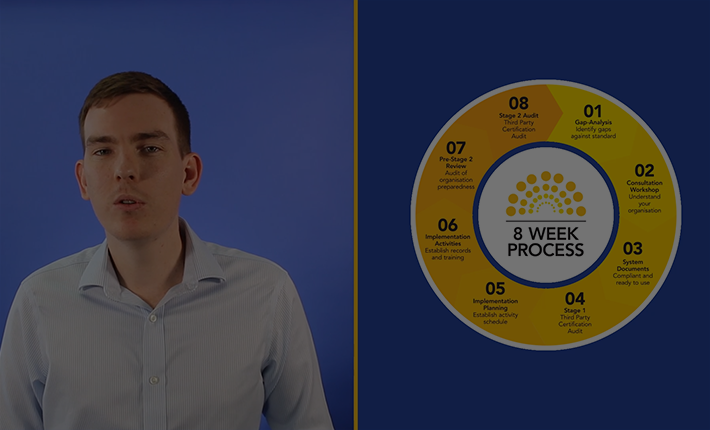 01
Gap-Analysis
Identify gaps
against standard
02
Consultation
Workshop
Understand
your
organisation
03
System
Documents
Compliant and
ready to use
04
Stage 1
Third Party
Certification
Audit
05
Implementation
Planning
Establish activity
schedule
06
Implementation
Activities
Establish records
and training
07
Pre-Stage 2
Review
Audit of
organisation
preparedness
08
Stage 2 Audit
Third Party
Certification
Audit
8 WEEK
PROCESS